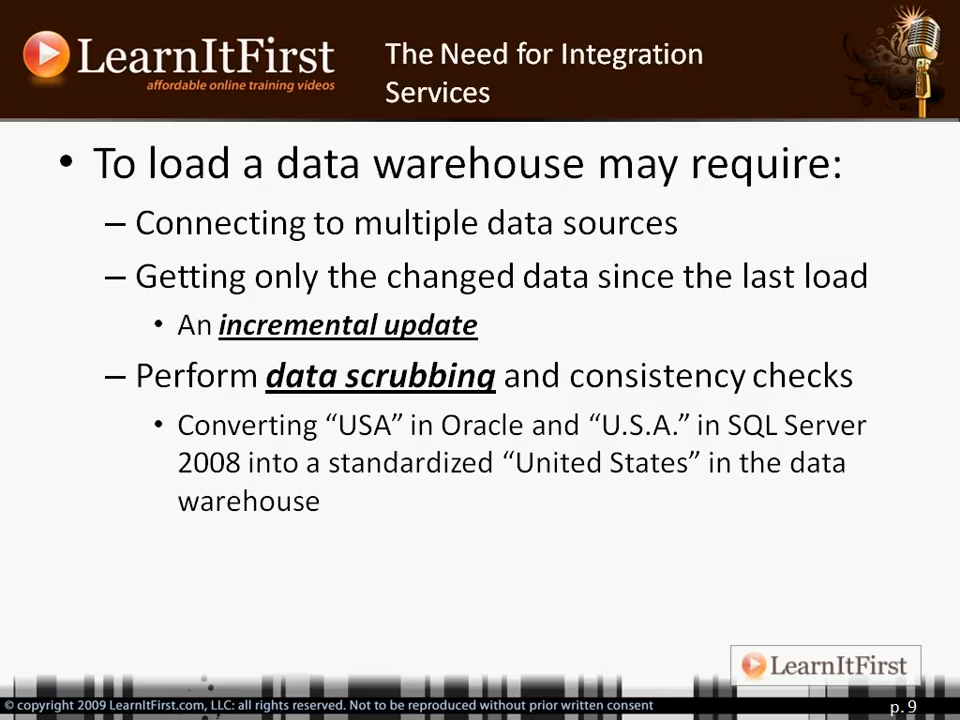 LearnItFirst
affordable online training videos
The Need for Integration
Services
• To load a data warehouse may require:
– Connecting to multiple data sources
– Getting only the changed data since the last load
• An incremental update
– Perform data scrubbing and consistency checks
• Converting “USA” in Oracle and “U.S.A.” in SQL Server
2008 into a standardized “United States” in the data
warehouse
LearnItFirst
© copyright 2009 LearnItFirst.com, LLC: all rights reserved. Not to be reproduced without prior written consent
p. 9